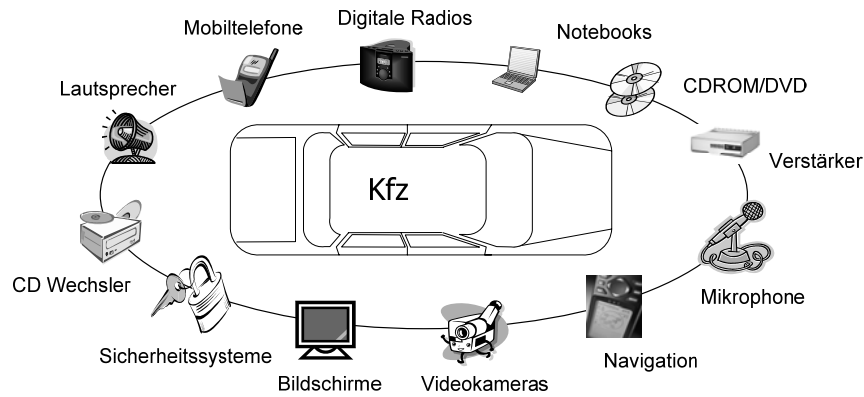 Digitale Radios
Mobiltelefone
Notebooks
Lautsprecher
CDROM/DVD
Verstärker
Kfz
CD Wechsler
Mikrophone
Sicherheitssysteme
Navigation
Bildschirme
Videokameras